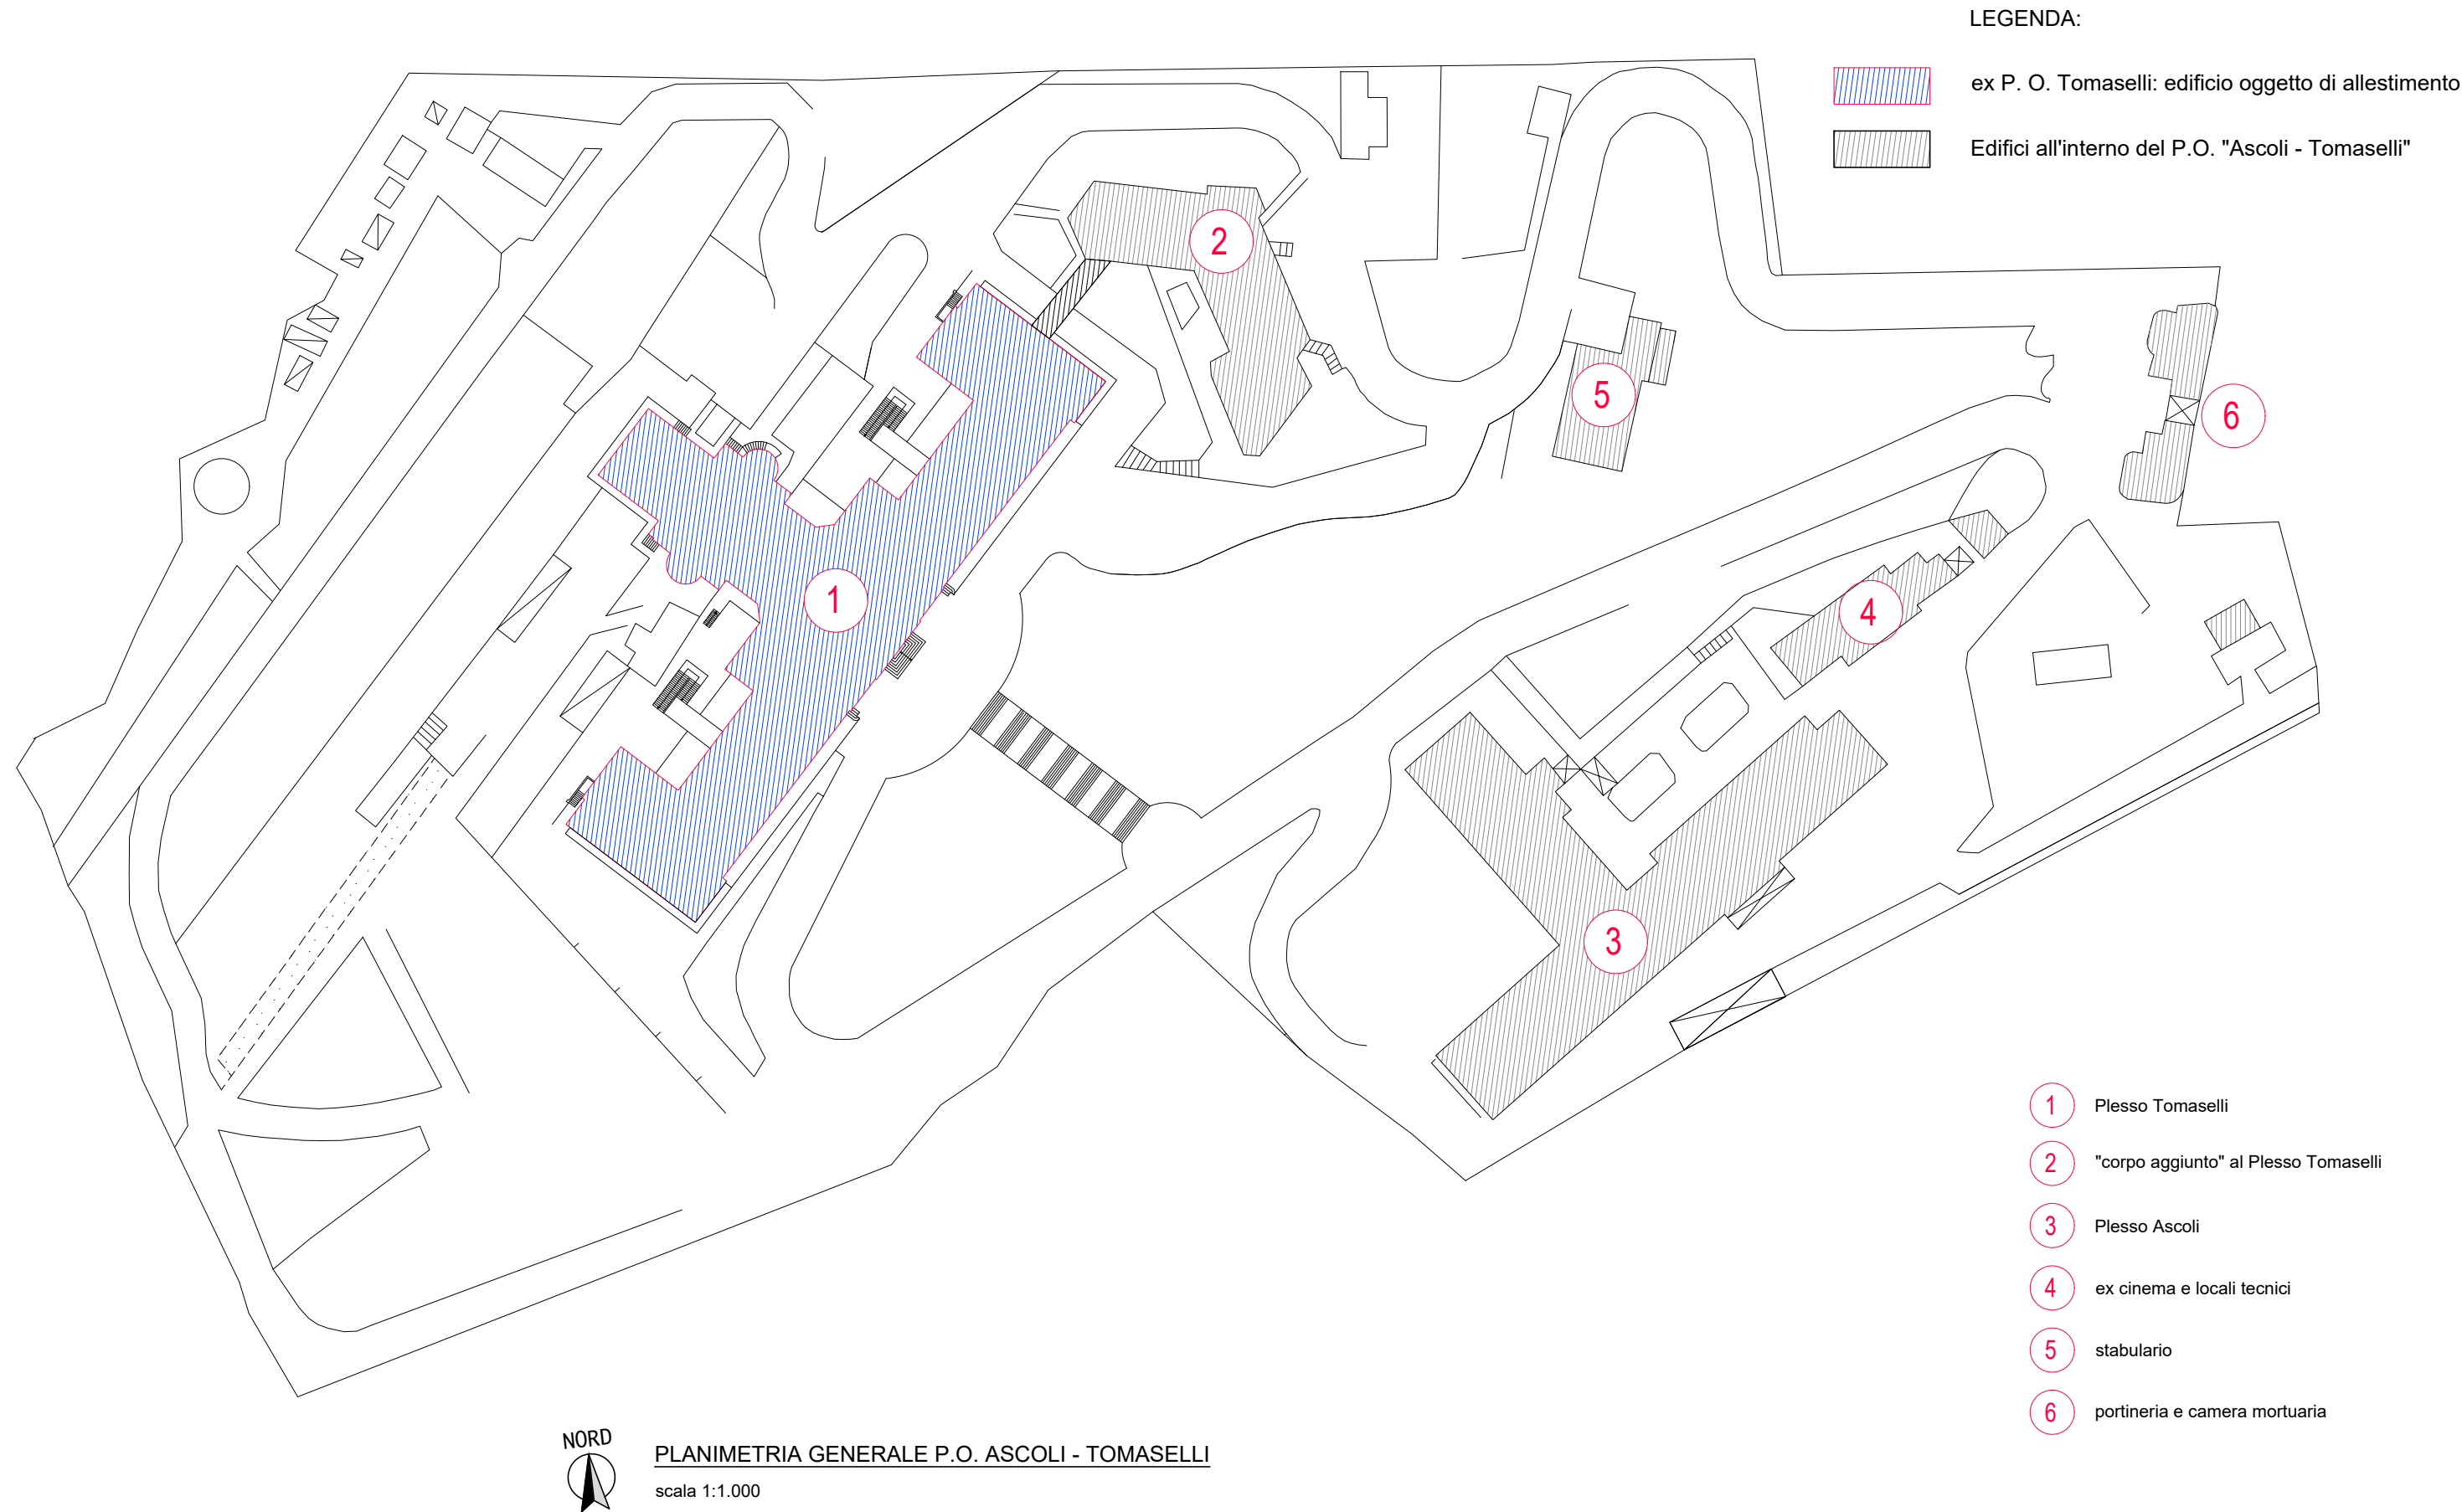 LEGENDA:
ex P. O. Tomaselli: edificio oggetto di allestimento
Edifici all'interno del P.O. "Ascoli - Tomaselli"
2
5
6
1
4
3
1 Plesso Tomaselli
2 "corpo aggiunto" al Plesso Tomaselli
3 Plesso Ascoli
4 ex cinema e locali tecnici
5 stabulario
6 portineria e camera mortuaria
NORD
PLANIMETRIA GENERALE P.O. ASCOLI - TOMASELLI
scala 1:1.000